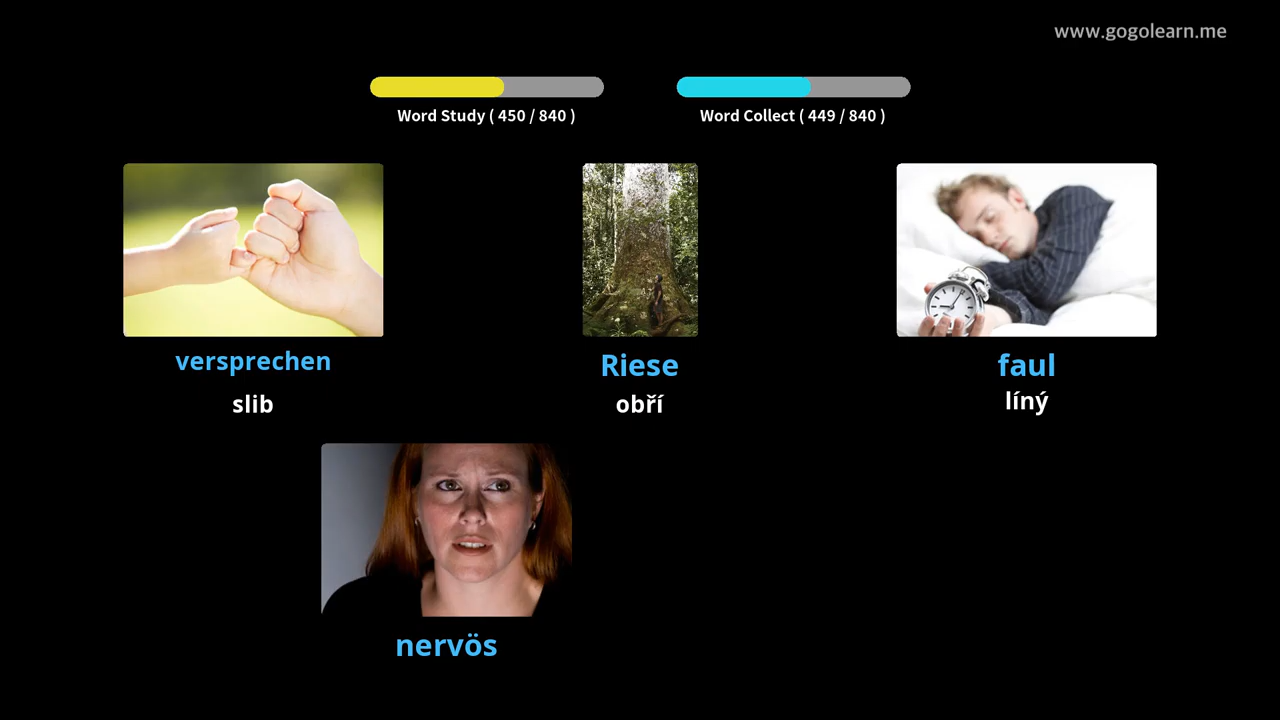 www.gogolearn.me
Word Study ( 450 / 840 )
Word Collect ( 449 / 840 )
versprechen
slib
Riese
obří
faul
líný
nervös